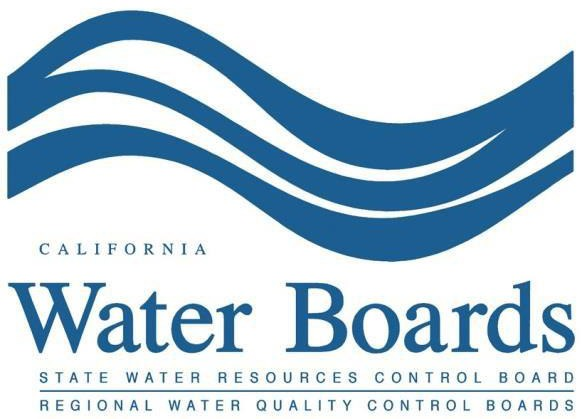 CALIFORNIA
Water Boards
STATE WATER RESOURCES CONTROL BOARD
REGIONAL WATER QUALITY CONTROL BOARDS